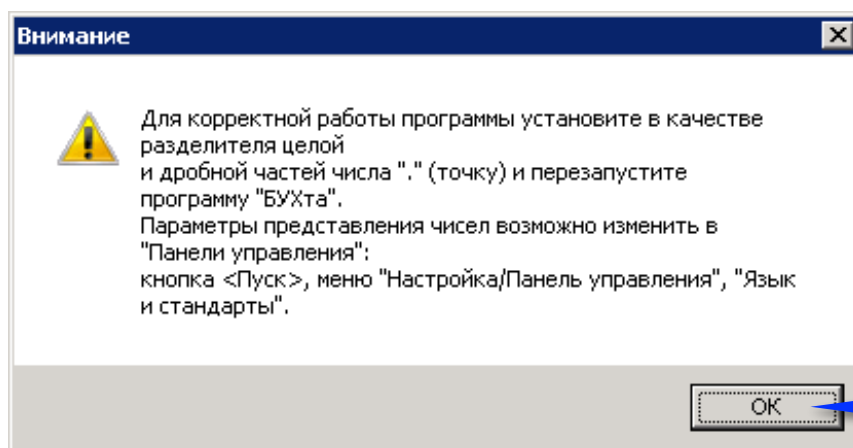 Внимание
Для корректной работы программы установите в качестве
разделителя целой
и дробной частей числа "." (точку) и перезапустите
программу "БУХта".
Параметры представления чисел возможно изменить в
"Панели управления":
кнопка <Пуск>, меню "Настройка/Панель управления", "Язык
и стандарты".
ОК